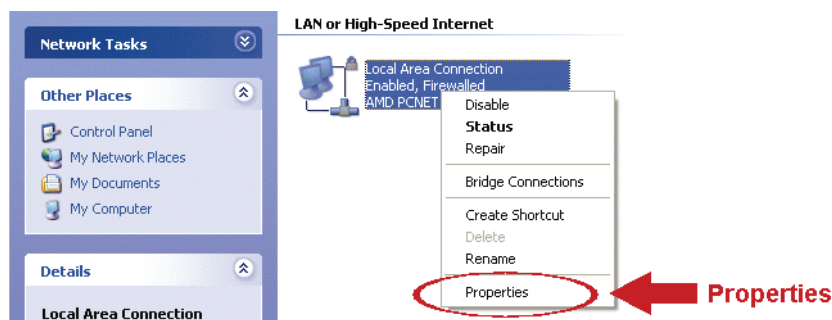 LAN or High-Speed Internet
Network Tasks
Other Places
Control Panel
My Network Places
My Documents
My Computer
Details
Local Area Connection
Local Area Connection
Enabled, Firewalled
AMD PCNET
Disable
Status
Repair
Bridge Connections
Create Shortcut
Delete
Rename
Properties
Properties